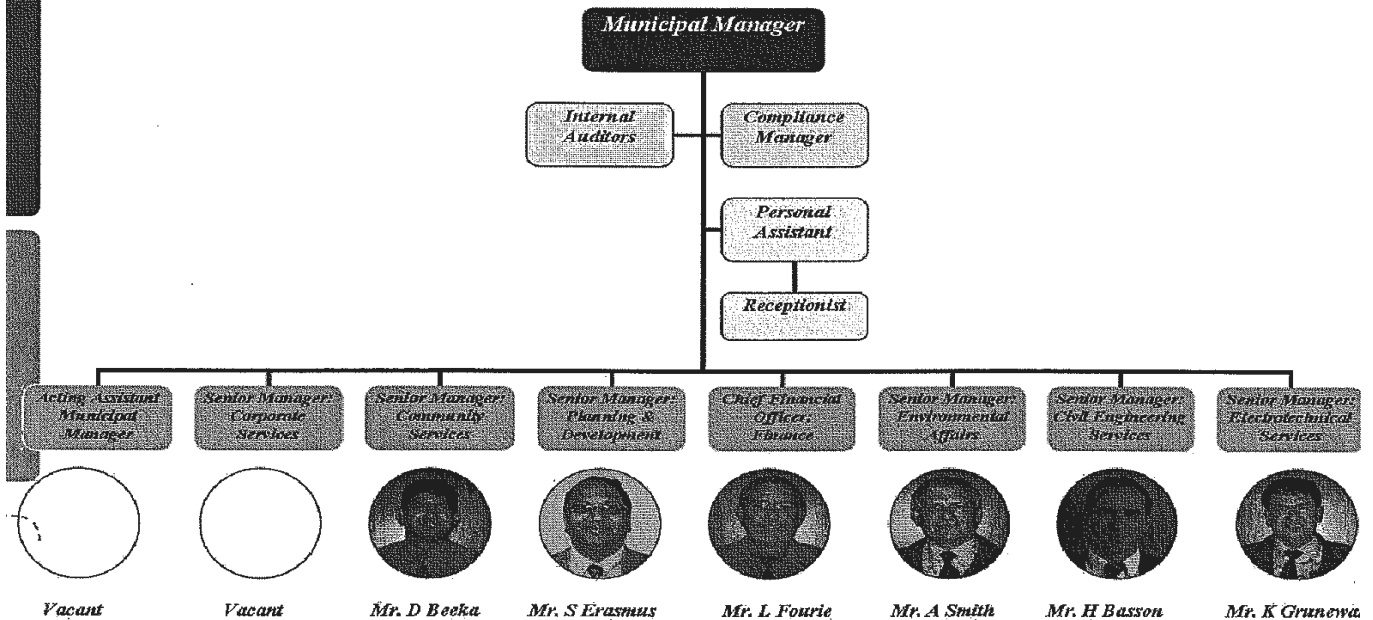 Municipal Manager
Internal
Auditors
Compliance
Manager
Personal
Assistant
Receptionist
Acting Assistant
Municipal
Manager
Senior Manager:
Corporate
Services
Senior Manager:
Community
Services
Senior Manager:
Planning &
Development
Chief Financial
Officer:
Finance
Senior Manager:
Environmental
Affairs
Senior Manager:
Civil Engineering
Services
Senior Manager:
Electrotechnical
Services
Vacant
Vacant
Mr. D Beeka
Mr. S Erasmus
Mr. L Fourie
Mr. A Smith
Mr. H Basson
Mr. K Grunewa